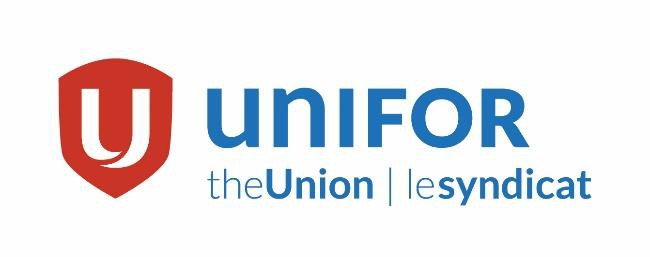 U UNIFOR
theUnion | lesyndicat